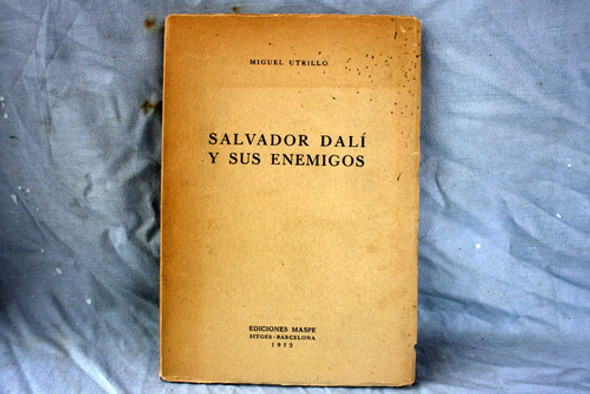 MIGUEL UTRILLO
SALVADOR DALÍ
Y SUS ENEMIGOS
EDICIONES MASPE
SITGES-BARCELONA
1952